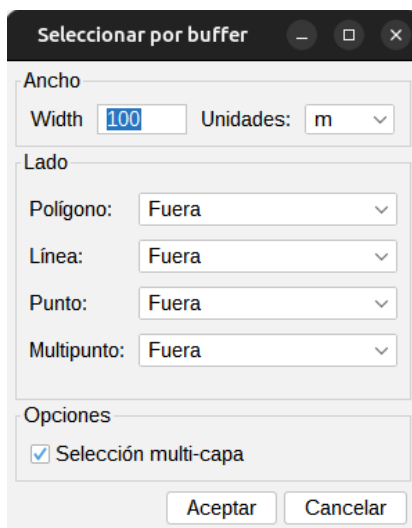 Seleccionar por buffer
Ancho
Width 100 Unidades: m
Lado
Polígono: Fuera
Línea: Fuera
Punto: Fuera
Multipunto: Fuera
Opciones
Selección multi-capa
Aceptar Cancelar